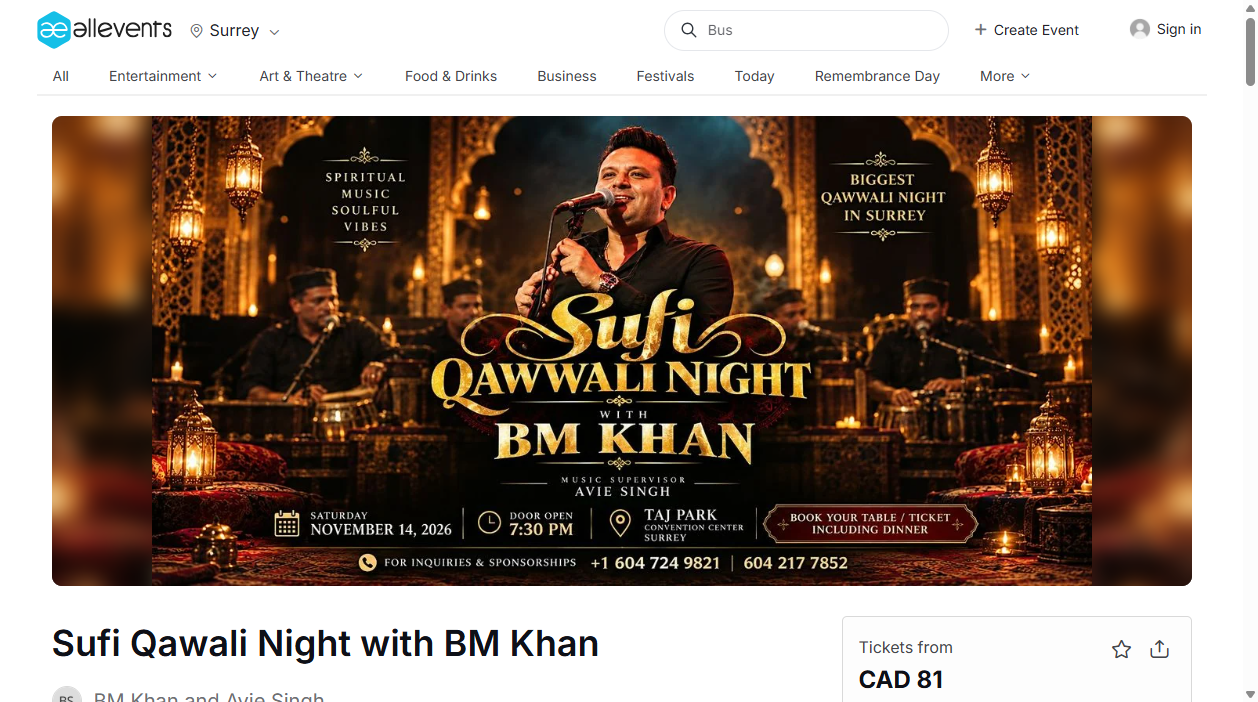 allevents
Surrey
Bus
Create Event
Sign in
All
Entertainment
Art & Theatre
Food & Drinks
Business
Festivals
Today
Remembrance Day
More
SPIRITUAL
MUSIC
SOULFUL
VIBES
BIGGEST
QAWWALI NIGHT
IN SURREY
Sufi
QAWWALI NIGHT
WITH
BM KHAN
MUSIC SUPERVISOR
AVIE SINGH
SATURDAY
NOVEMBER 14, 2026
DOOR OPEN
7:30 PM
TAJ PARK
CONVENTION CENTER
SURREY
BOOK YOUR TABLE / TICKET
INCLUDING DINNER
FOR INQUIRIES & SPONSORSHIPS +1 604 724 9821 | 604 217 7852
Sufi Qawali Night with BM Khan
Tickets from
CAD 81
BS
BM Khan and Avie Singh